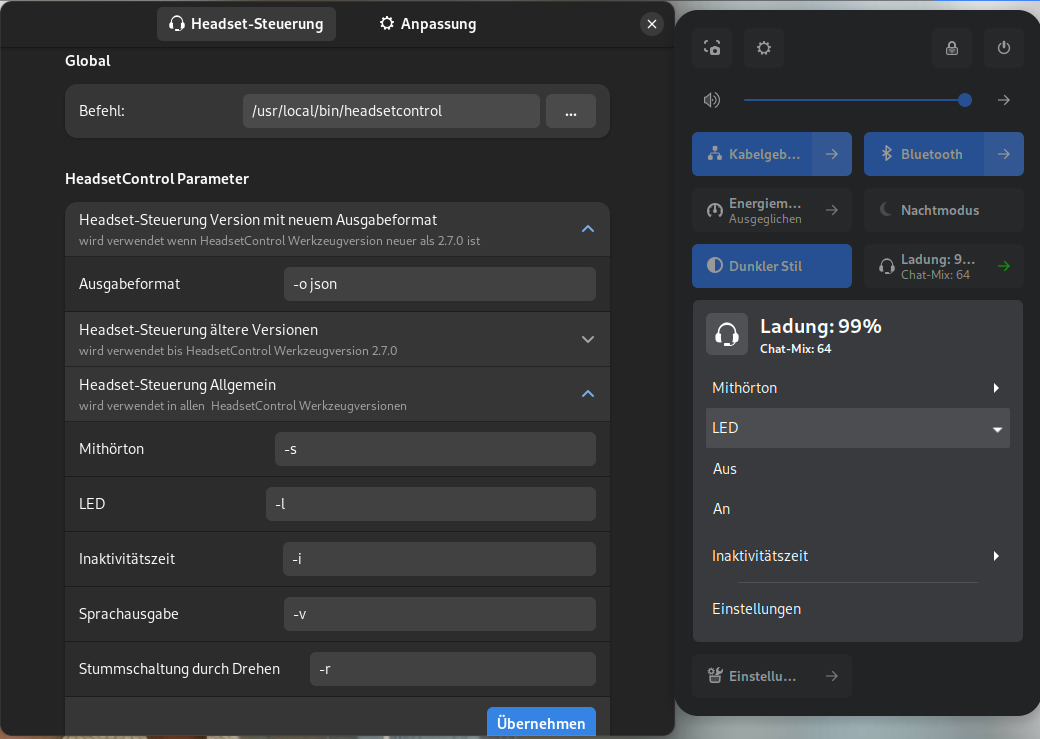 Headset-Steuerung
Anpassung
Global
Befehl:
/usr/local/bin/headsetcontrol
...
HeadsetControl Parameter
Headset-Steuerung Version mit neuem Ausgabeformat
wird verwendet wenn HeadsetControl Werkzeugversion neuer als 2.7.0 ist
Ausgabeformat
-o json
Headset-Steuerung ältere Versionen
wird verwendet bis HeadsetControl Werkzeugversion 2.7.0
Headset-Steuerung Allgemein
wird verwendet in allen HeadsetControl Werkzeugversionen
Mithörton
-s
LED
-l
Inaktivitätszeit
-i
Sprachausgabe
-v
Stummschaltung durch Drehen
-r
Übernehmen
Kabelgeb...
Bluetooth
Energiem...
Ausgeglichen
Nachtmodus
Dunkler Stil
Ladung: 9...
Chat-Mix: 64
Ladung: 99%
Chat-Mix: 64
Mithörton
LED
Aus
An
Inaktivitätszeit
Einstellungen
Einstellu...